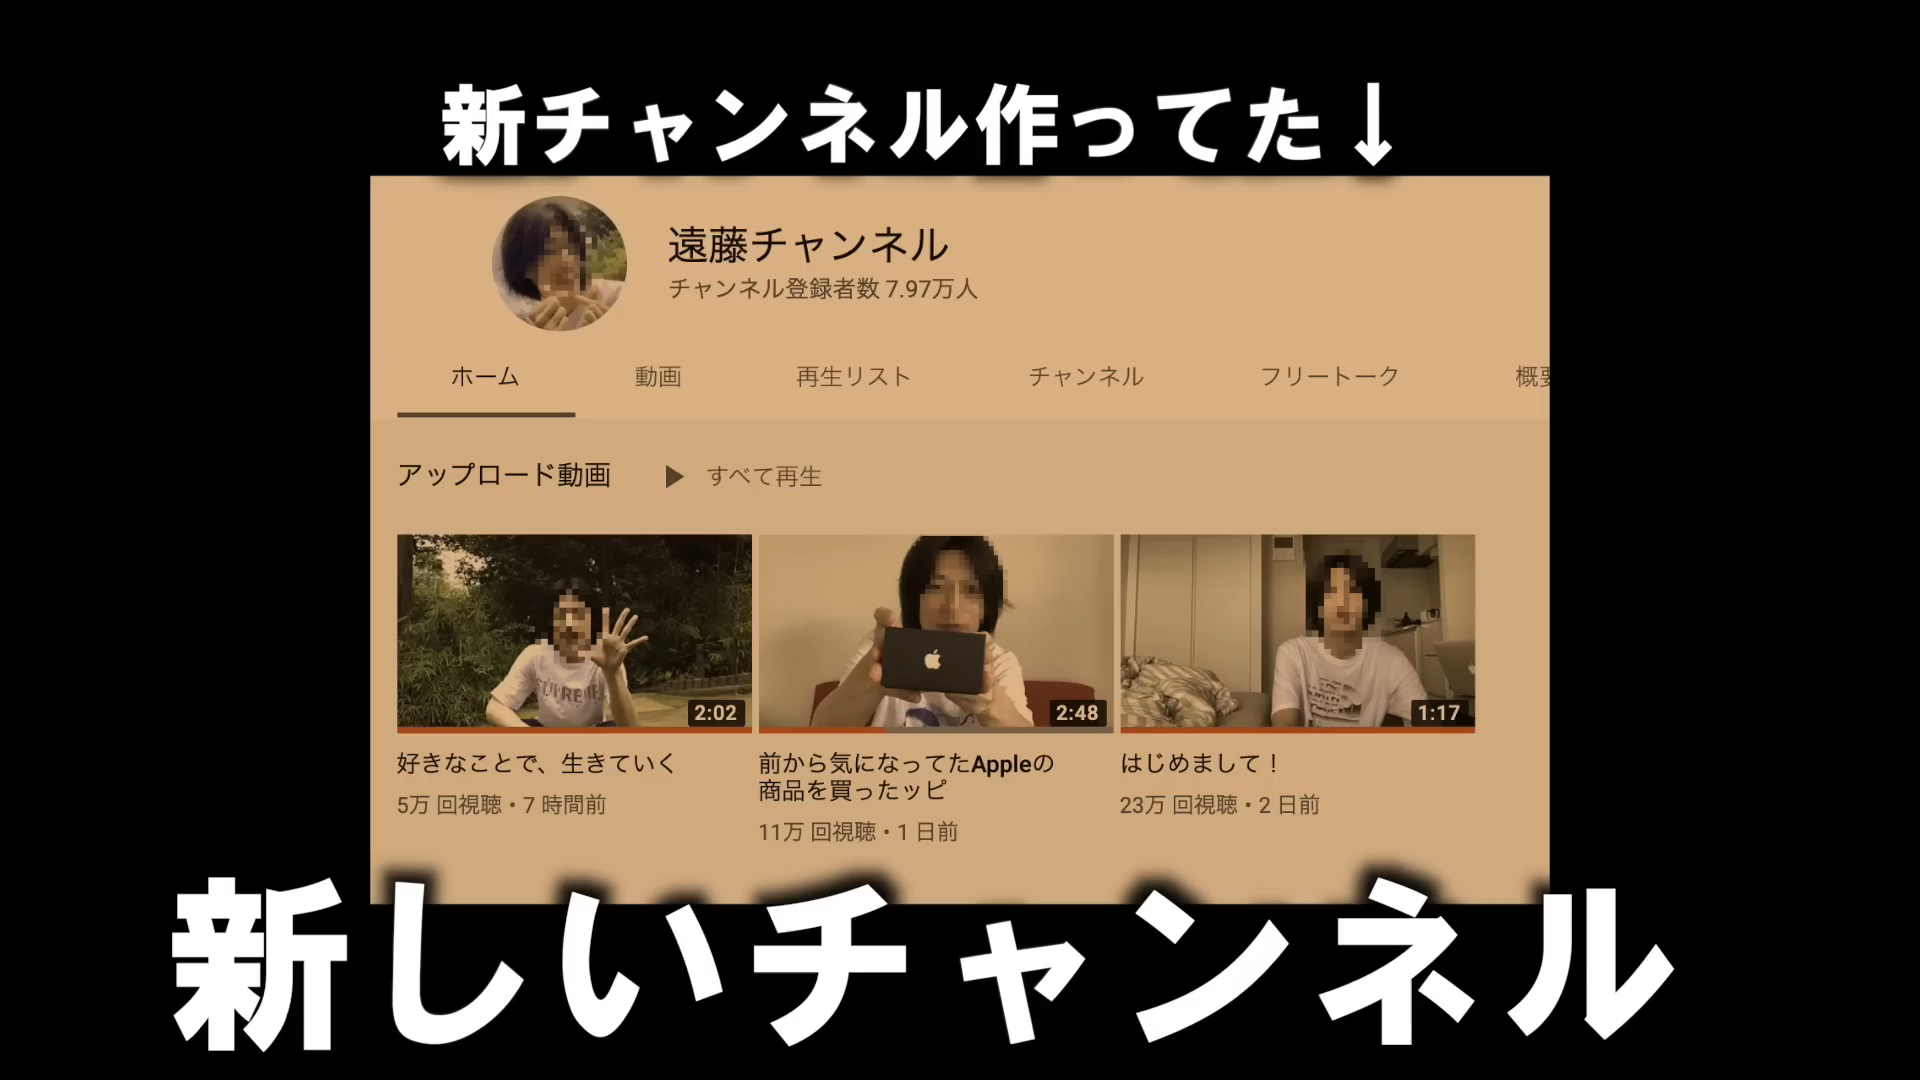 新チャンネル作ってた↓
遠藤チャンネル
チャンネル登録者数 7.97万人
ホーム
動画
再生リスト
チャンネル
フリートーク
アップロード動画
すべて再生
2:02
2:48
1:17
好きなことで、生きていく
5万 回視聴・7 時間前
前から気になってたAppleの
商品を買ったッピ
11万 回視聴・1 日前
はじめまして！
23万 回視聴・2 日前
新しいチャンネル